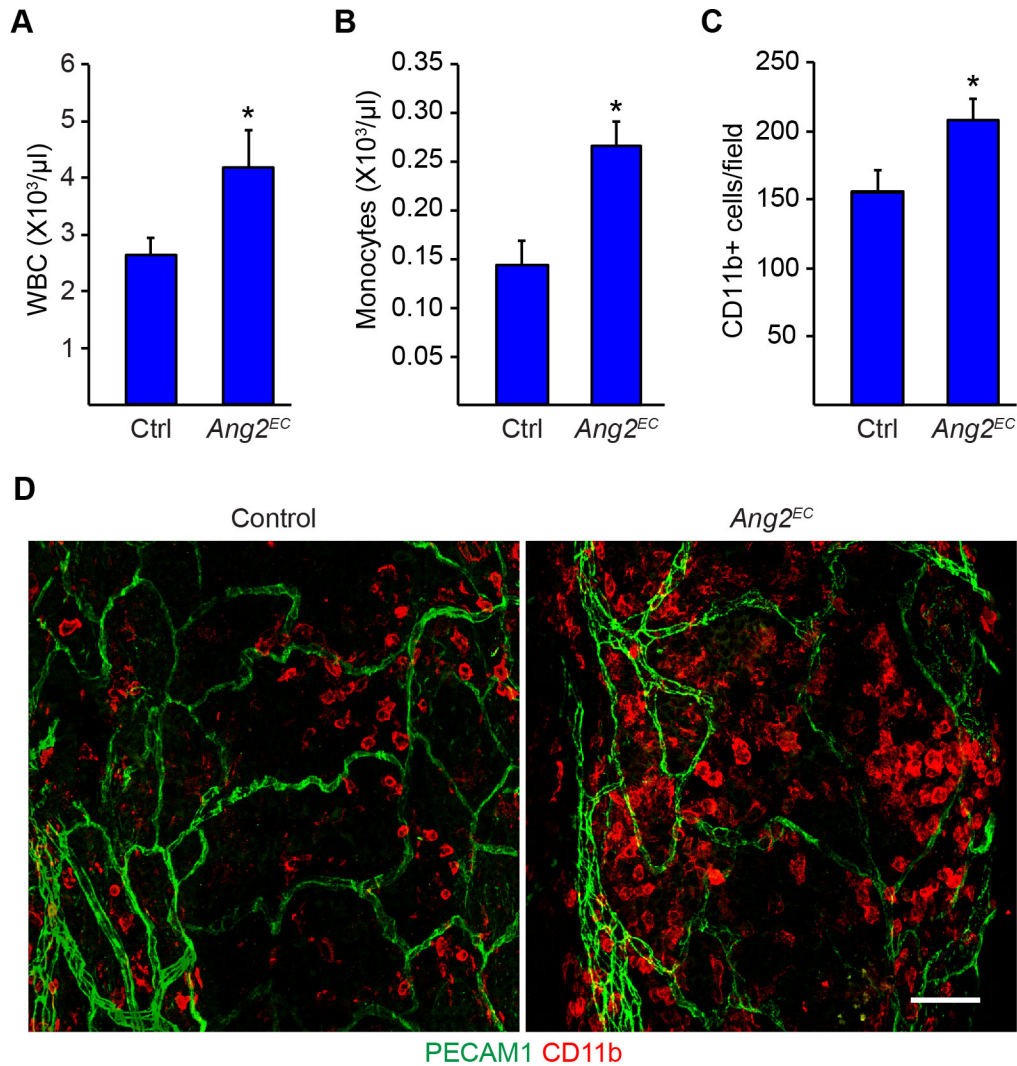 A
WBC (X10³/µl)
6
5
4
3
2
1
*
Ctrl
Ang2ᴱᶜ
B
Monocytes (X10³/µl)
0.35
0.30
0.25
0.20
0.15
0.10
0.05
*
Ctrl
Ang2ᴱᶜ
C
CD11b+ cells/field
250
200
150
100
50
*
Ctrl
Ang2ᴱᶜ
D
Control
Ang2ᴱᶜ
PECAM1 CD11b